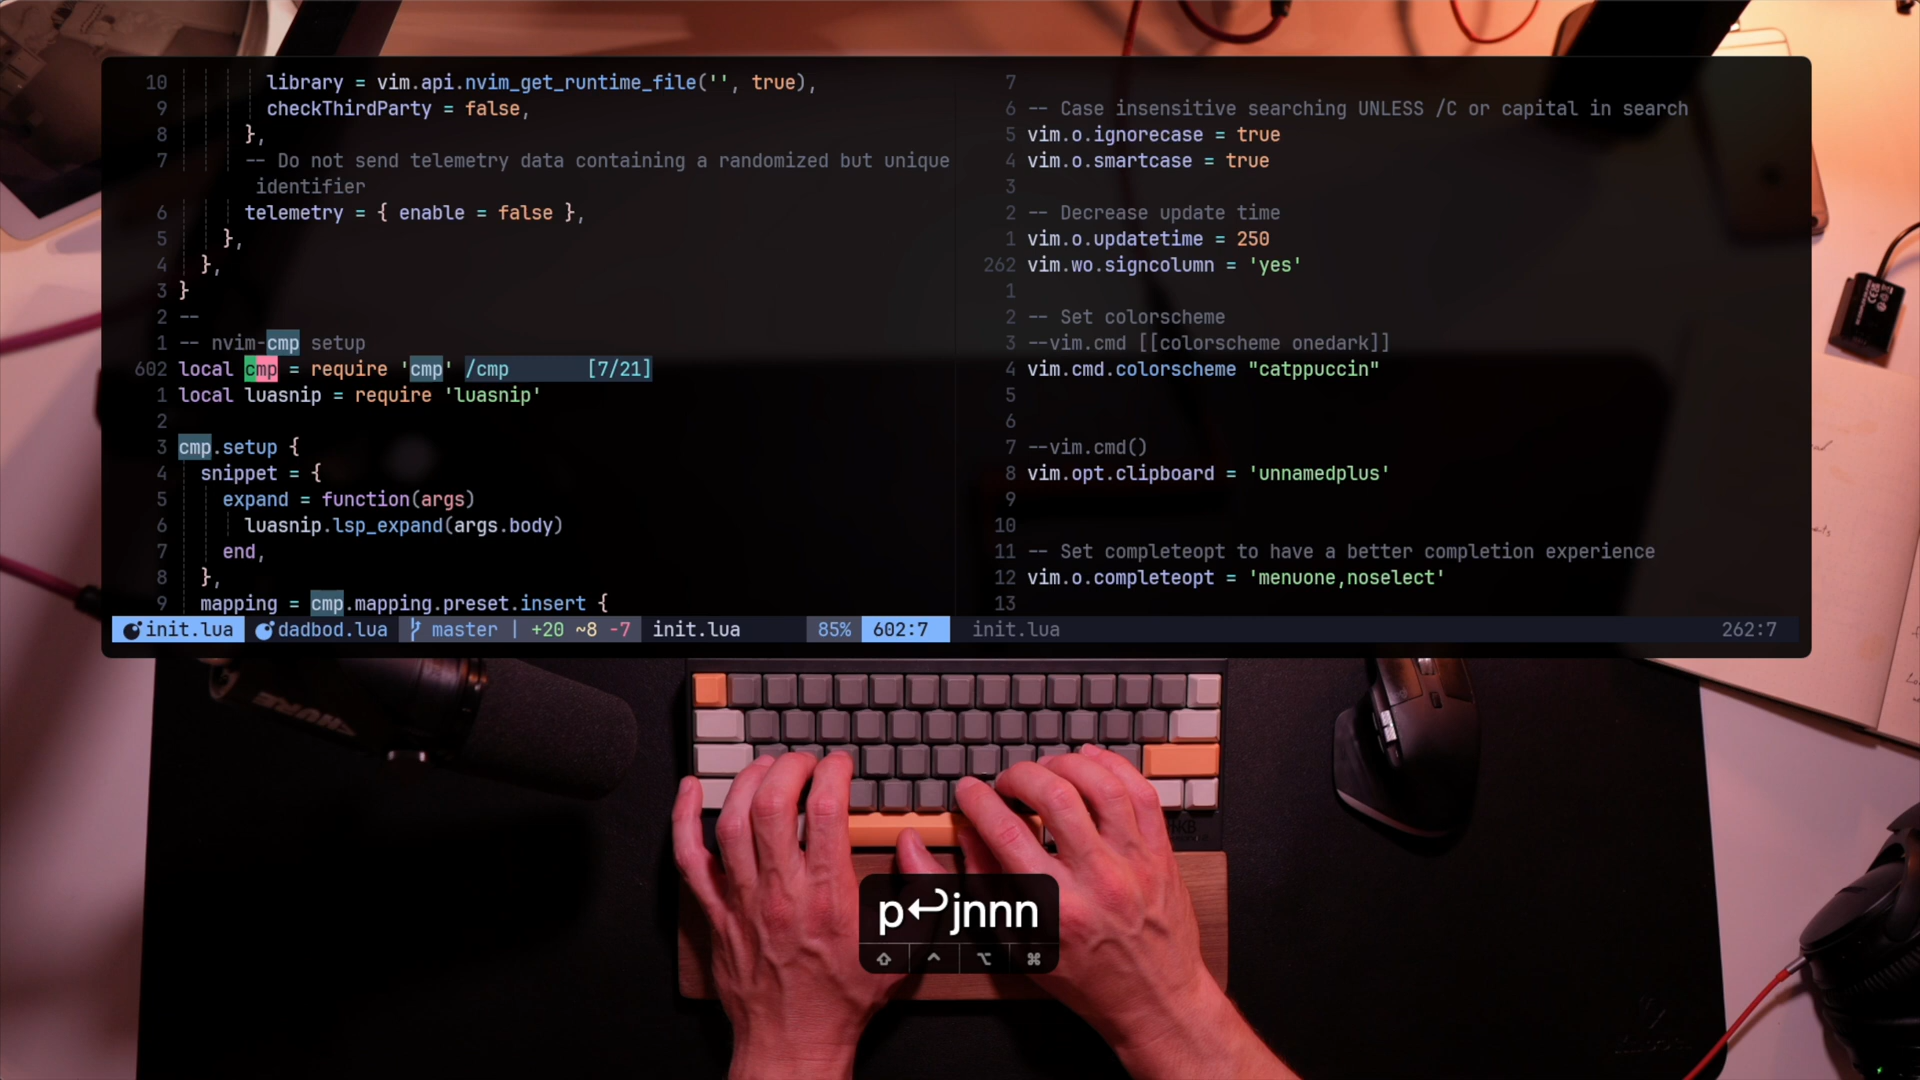 10 library = vim.api.nvim_get_runtime_file('', true),
9 checkThirdParty = false,
8 },
7 -- Do not send telemetry data containing a randomized but unique
identifier
6 telemetry = { enable = false },
5 },
4 },
3 }
2 --
1 -- nvim-cmp setup
602 local cmp = require 'cmp' /cmp [7/21]
1 local luasnip = require 'luasnip'
2
3 cmp.setup {
4 snippet = {
5 expand = function(args)
6 luasnip.lsp_expand(args.body)
7 end,
8 },
9 mapping = cmp.mapping.preset.insert {
7
6 -- Case insensitive searching UNLESS /C or capital in search
5 vim.o.ignorecase = true
4 vim.o.smartcase = true
3
2 -- Decrease update time
1 vim.o.updatetime = 250
262 vim.wo.signcolumn = 'yes'
1
2 -- Set colorscheme
3 --vim.cmd [[colorscheme onedark]]
4 vim.cmd.colorscheme "catppuccin"
5
6
7 --vim.cmd()
8 vim.opt.clipboard = 'unnamedplus'
9
10
11 -- Set completeopt to have a better completion experience
12 vim.o.completeopt = 'menuone,noselect'
13
init.lua dadbod.lua master | +20 ~8 -7 init.lua 85% 602:7 init.lua 262:7
SHURE
p↩jnnn
⇧ ^ ⌥ ⌘